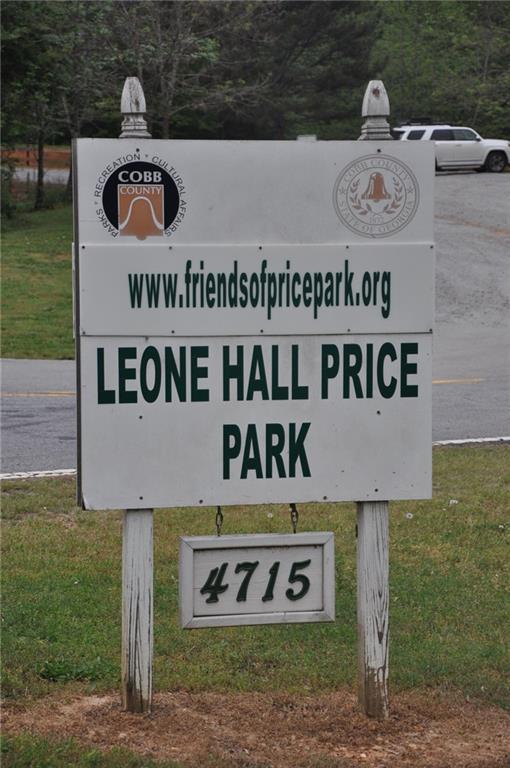 PARKS * RECREATION * CULTURAL AFFAIRS
COBB
COUNTY
COBB COUNTY
STATE OF GEORGIA
www.friendsofpricepark.org
LEONE HALL PRICE
PARK
4715